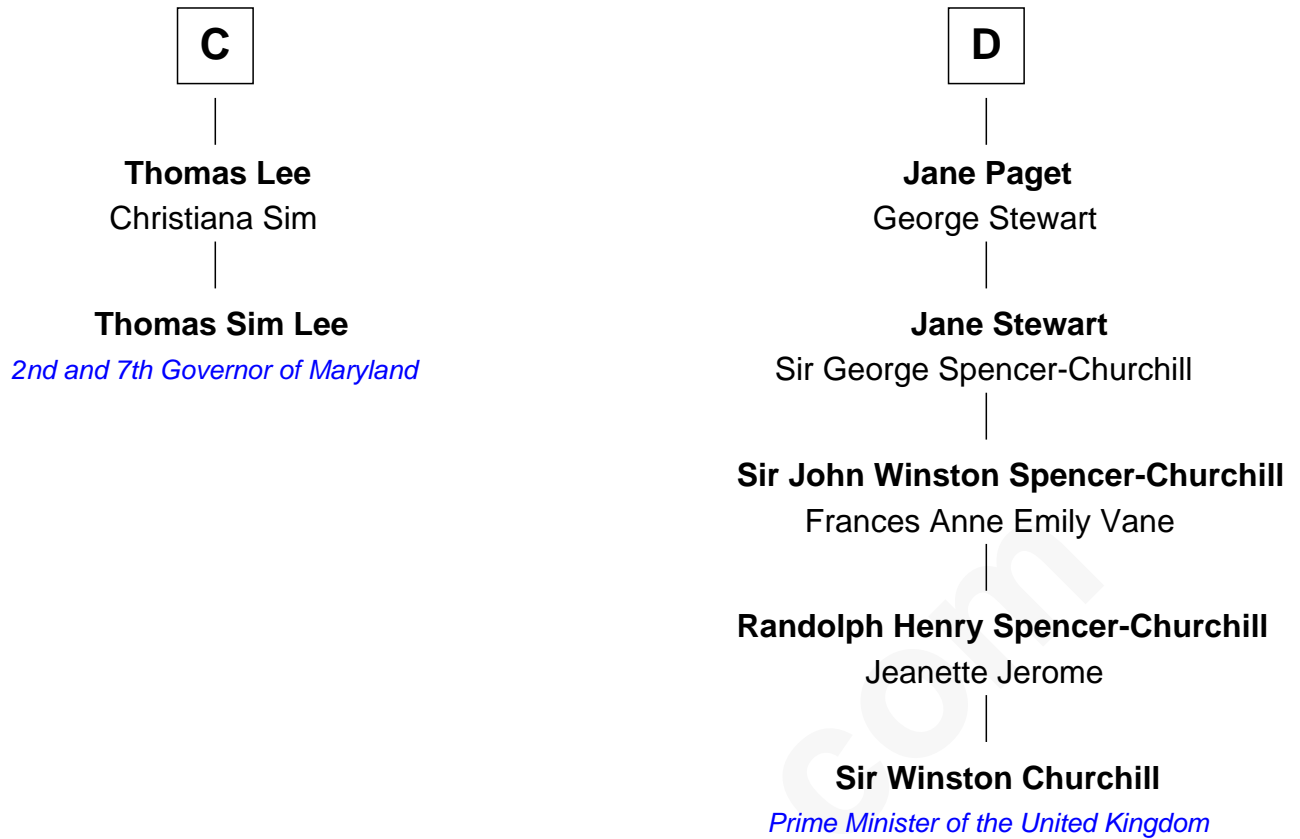 C
Thomas Lee
Christiana Sim
Thomas Sim Lee
2nd and 7th Governor of Maryland
D
Jane Paget
George Stewart
Jane Stewart
Sir George Spencer-Churchill
Sir John Winston Spencer-Churchill
Frances Anne Emily Vane
Randolph Henry Spencer-Churchill
Jeanette Jerome
Sir Winston Churchill
Prime Minister of the United Kingdom
com